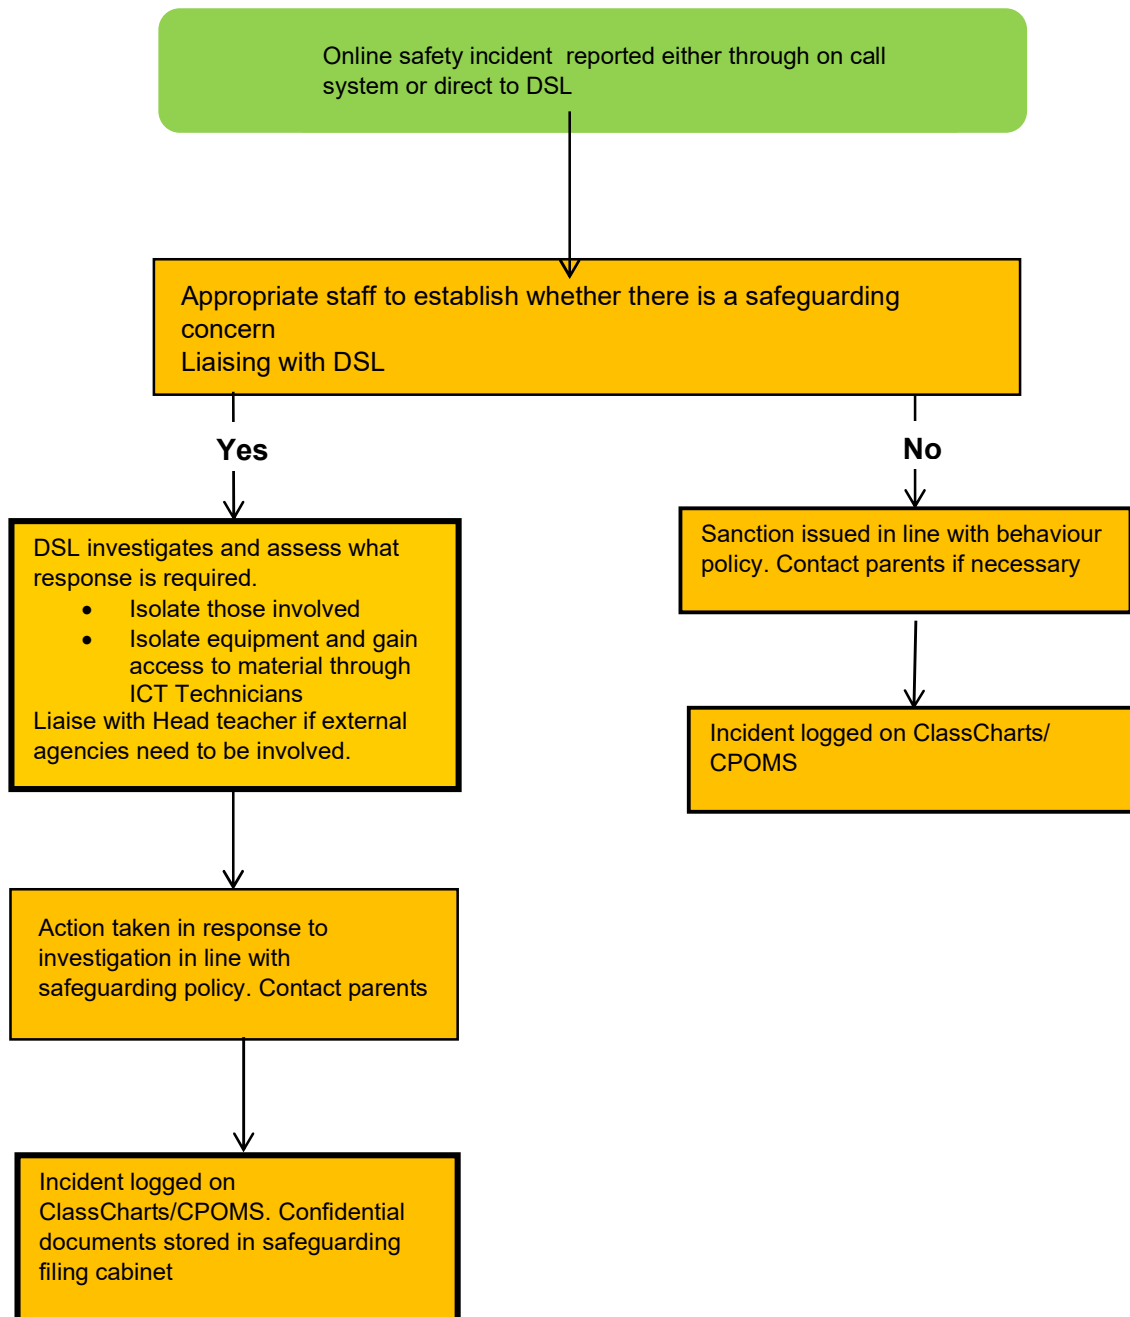 Online safety incident  reported either through on call
system or direct to DSL
Appropriate staff to establish whether there is a safeguarding
concern
Liaising with DSL
Yes
No
DSL investigates and assess what
response is required.
• Isolate those involved
• Isolate equipment and gain
access to material through
ICT Technicians
Liaise with Head teacher if external
agencies need to be involved.
Sanction issued in line with behaviour
policy. Contact parents if necessary
Incident logged on ClassCharts/
CPOMS
Action taken in response to
investigation in line with
safeguarding policy. Contact parents
Incident logged on
ClassCharts/CPOMS. Confidential
documents stored in safeguarding
filing cabinet